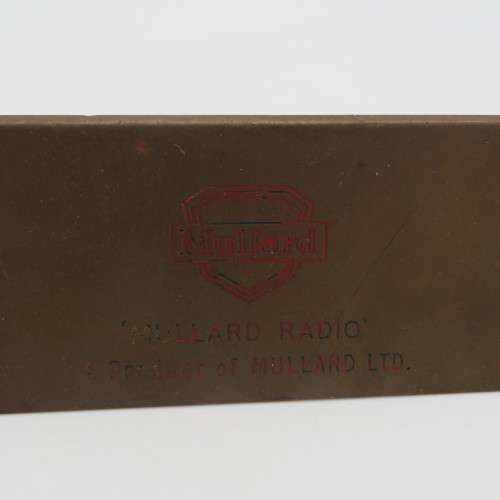 Mullard
'MULLARD RADIO'
A Product of MULLARD LTD.